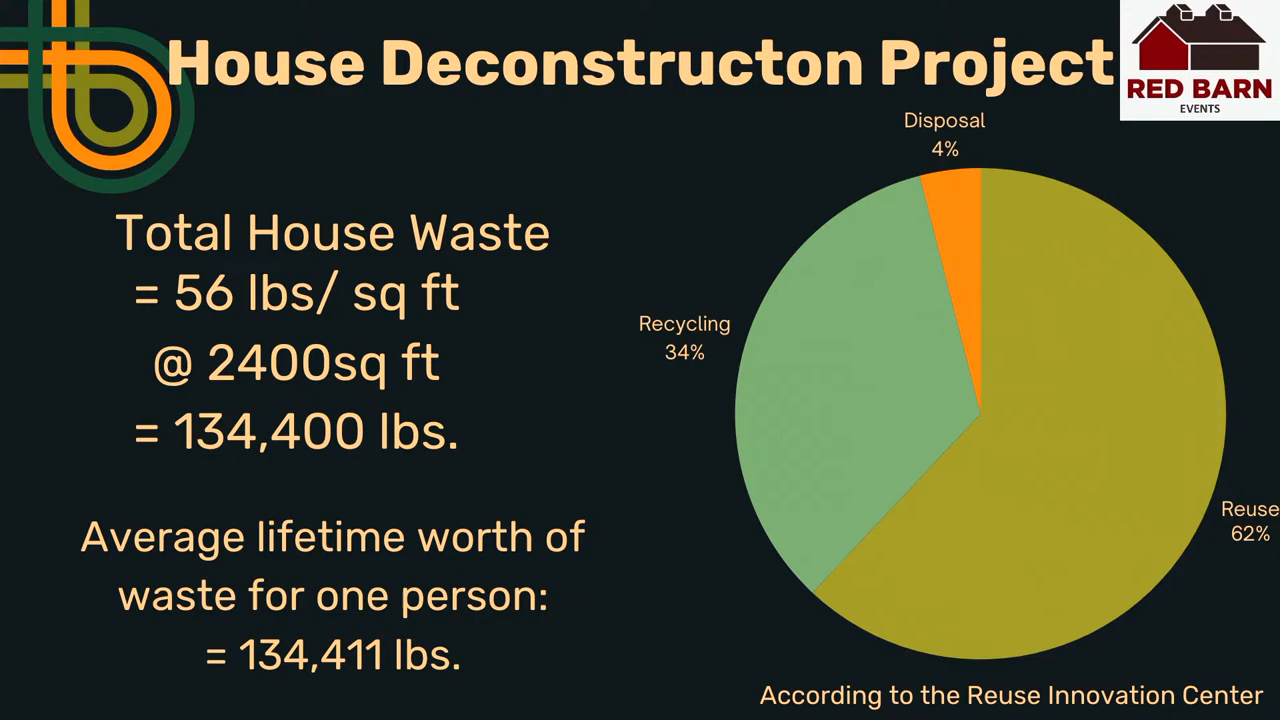 House Deconstructon Project
RED BARN
EVENTS
Disposal
4%
Total House Waste
= 56 lbs/ sq ft
@ 2400sq ft
= 134,400 lbs.
Recycling
34%
Reuse
62%
Average lifetime worth of
waste for one person:
= 134,411 lbs.
According to the Reuse Innovation Center